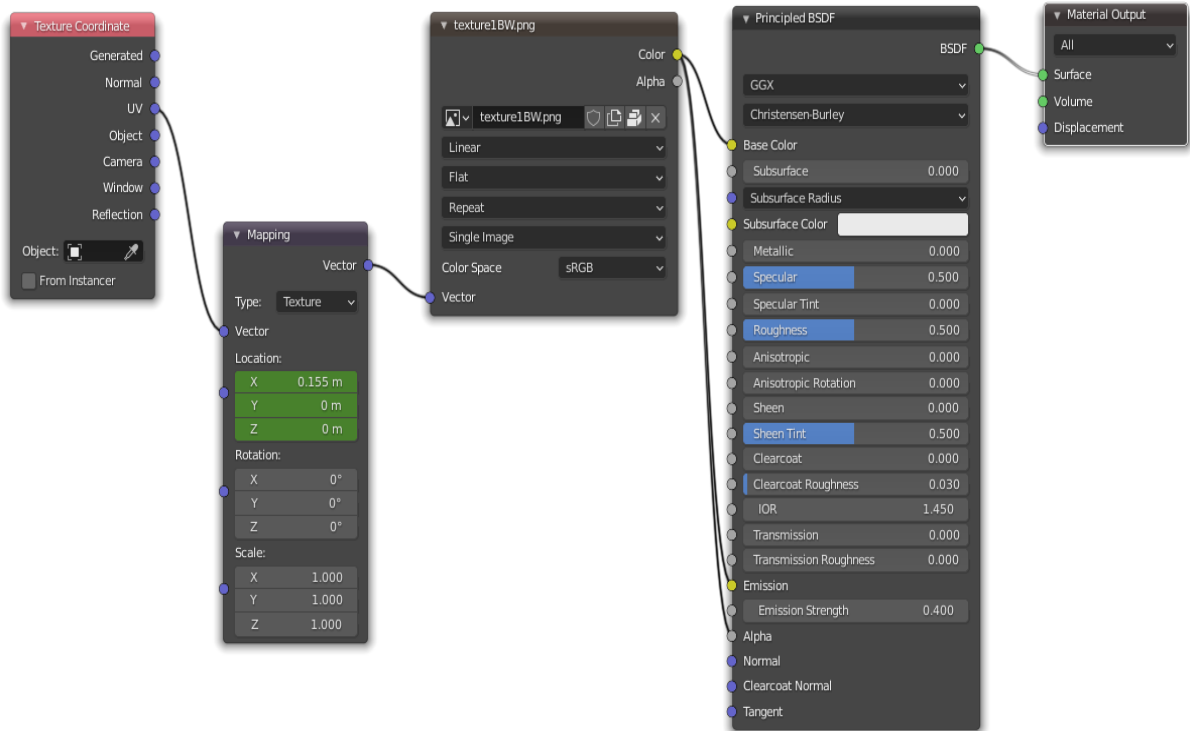 Texture Coordinate
Generated
Normal
UV
Object
Camera
Window
Reflection
Object:
From Instancer
Mapping
Vector
Type: Texture
Vector
Location:
X 0.155 m
Y 0 m
Z 0 m
Rotation:
X 0°
Y 0°
Z 0°
Scale:
X 1.000
Y 1.000
Z 1.000
texture1BW.png
Color
Alpha
texture1BW.png
Linear
Flat
Repeat
Single Image
Color Space sRGB
Vector
Principled BSDF
BSDF
GGX
Christensen-Burley
Base Color
Subsurface 0.000
Subsurface Radius
Subsurface Color
Metallic 0.000
Specular 0.500
Specular Tint 0.000
Roughness 0.500
Anisotropic 0.000
Anisotropic Rotation 0.000
Sheen 0.000
Sheen Tint 0.500
Clearcoat 0.000
Clearcoat Roughness 0.030
IOR 1.450
Transmission 0.000
Transmission Roughness 0.000
Emission
Emission Strength 0.400
Alpha
Normal
Clearcoat Normal
Tangent
Material Output
All
Surface
Volume
Displacement